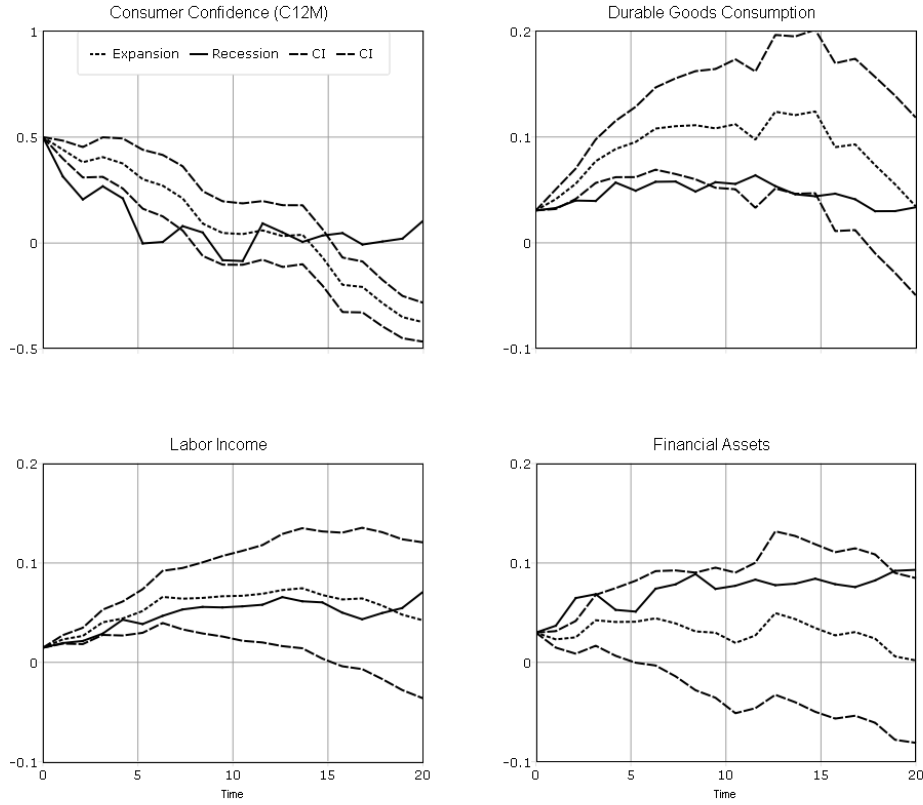 Consumer Confidence (C12M)
Durable Goods Consumption
1
0.5
0
−0.5
Expansion Recession CI CI
0.2
0.1
0
−0.1
Labor Income
Financial Assets
0.2
0.1
0
−0.1
0 5 10 15 20
Time
0.2
0.1
0
−0.1
0 5 10 15 20
Time